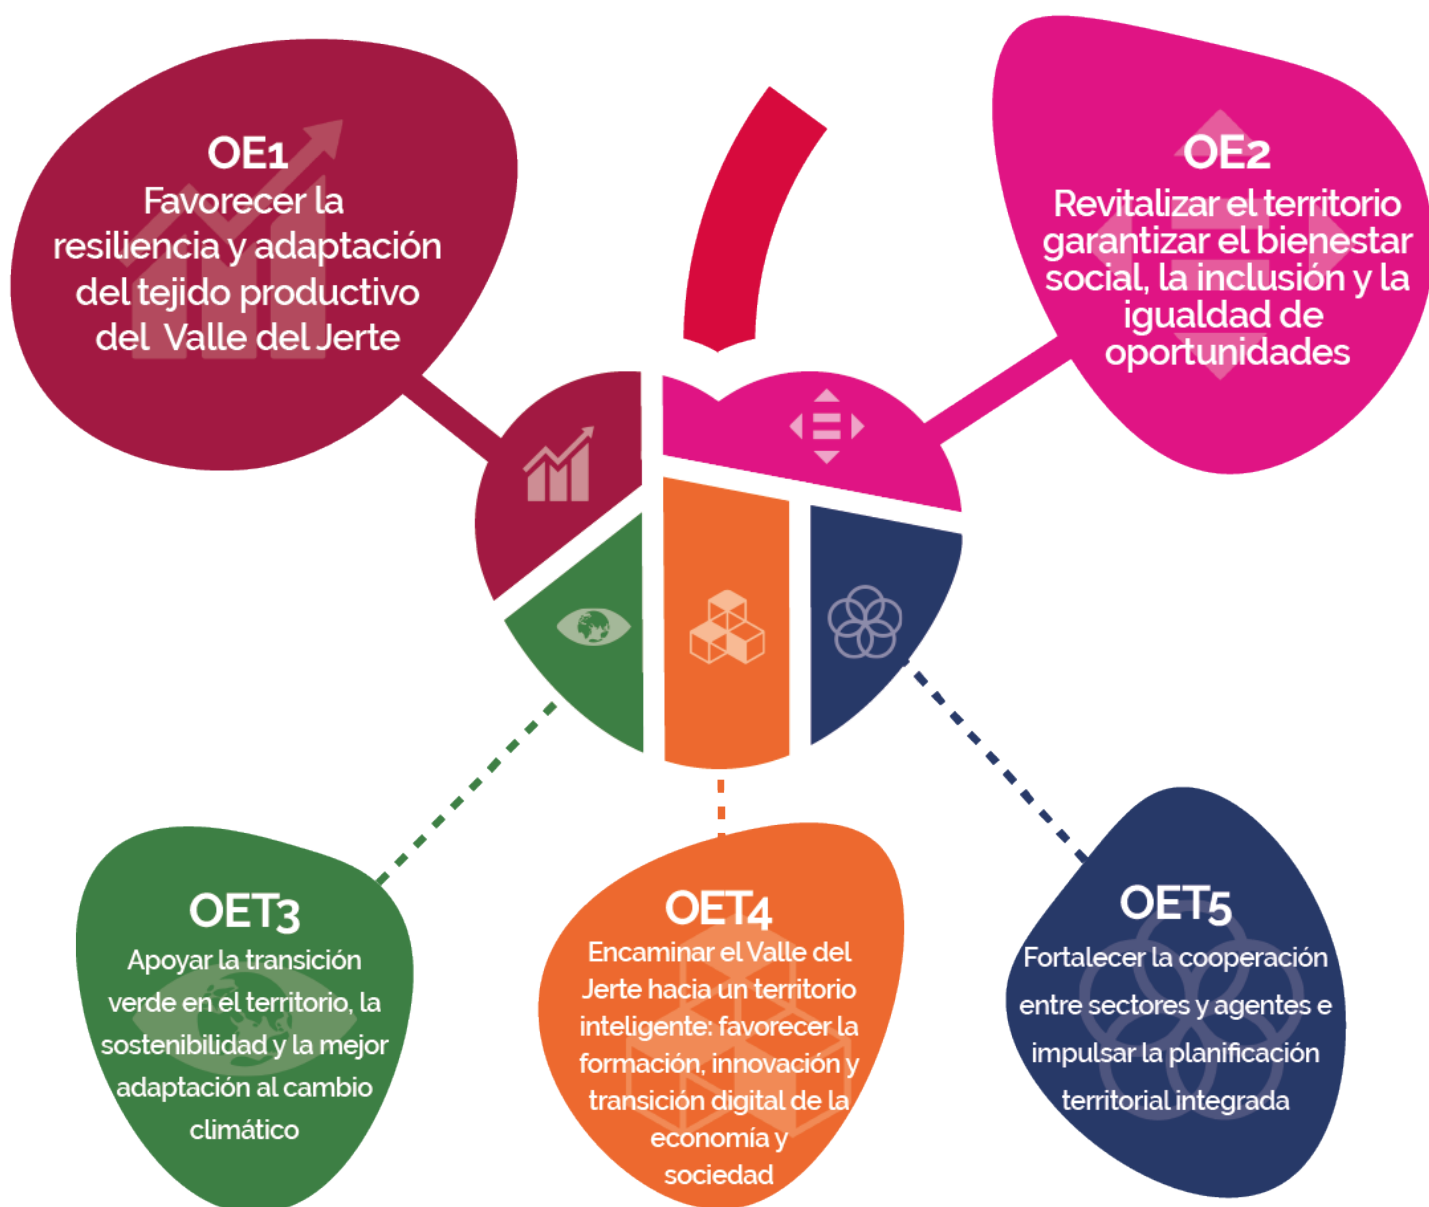 OE1
Favorecer la
resiliencia y adaptación
del tejido productivo
del Valle del Jerte
OE2
Revitalizar el territorio
garantizar el bienestar
social, la inclusión y la
igualdad de
oportunidades
OET3
Apoyar la transición
verde en el territorio, la
sostenibilidad y la mejor
adaptación al cambio
climático
OET4
Encaminar el Valle del
Jerte hacia un territorio
inteligente: favorecer la
formación, innovación y
transición digital de la
economía y
sociedad
OET5
Fortalecer la cooperación
entre sectores y agentes e
impulsar la planificación
territorial integrada